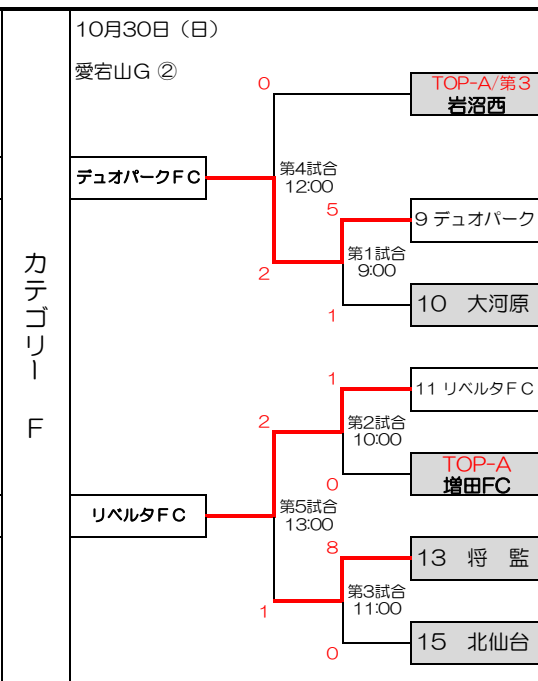 10月30日（日）
愛宕山G ②
カテゴリー F
0
TOP-A/第3
岩沼西
デュオパークFC
第4試合
12:00
5
9 デュオパーク
第1試合
9:00
2
1
10 大河原
1
11 リベルタFC
2
第2試合
10:00
0
TOP-A
増田FC
リベルタFC
第5試合
13:00
8
13 将 監
第3試合
11:00
1
0
15 北仙台